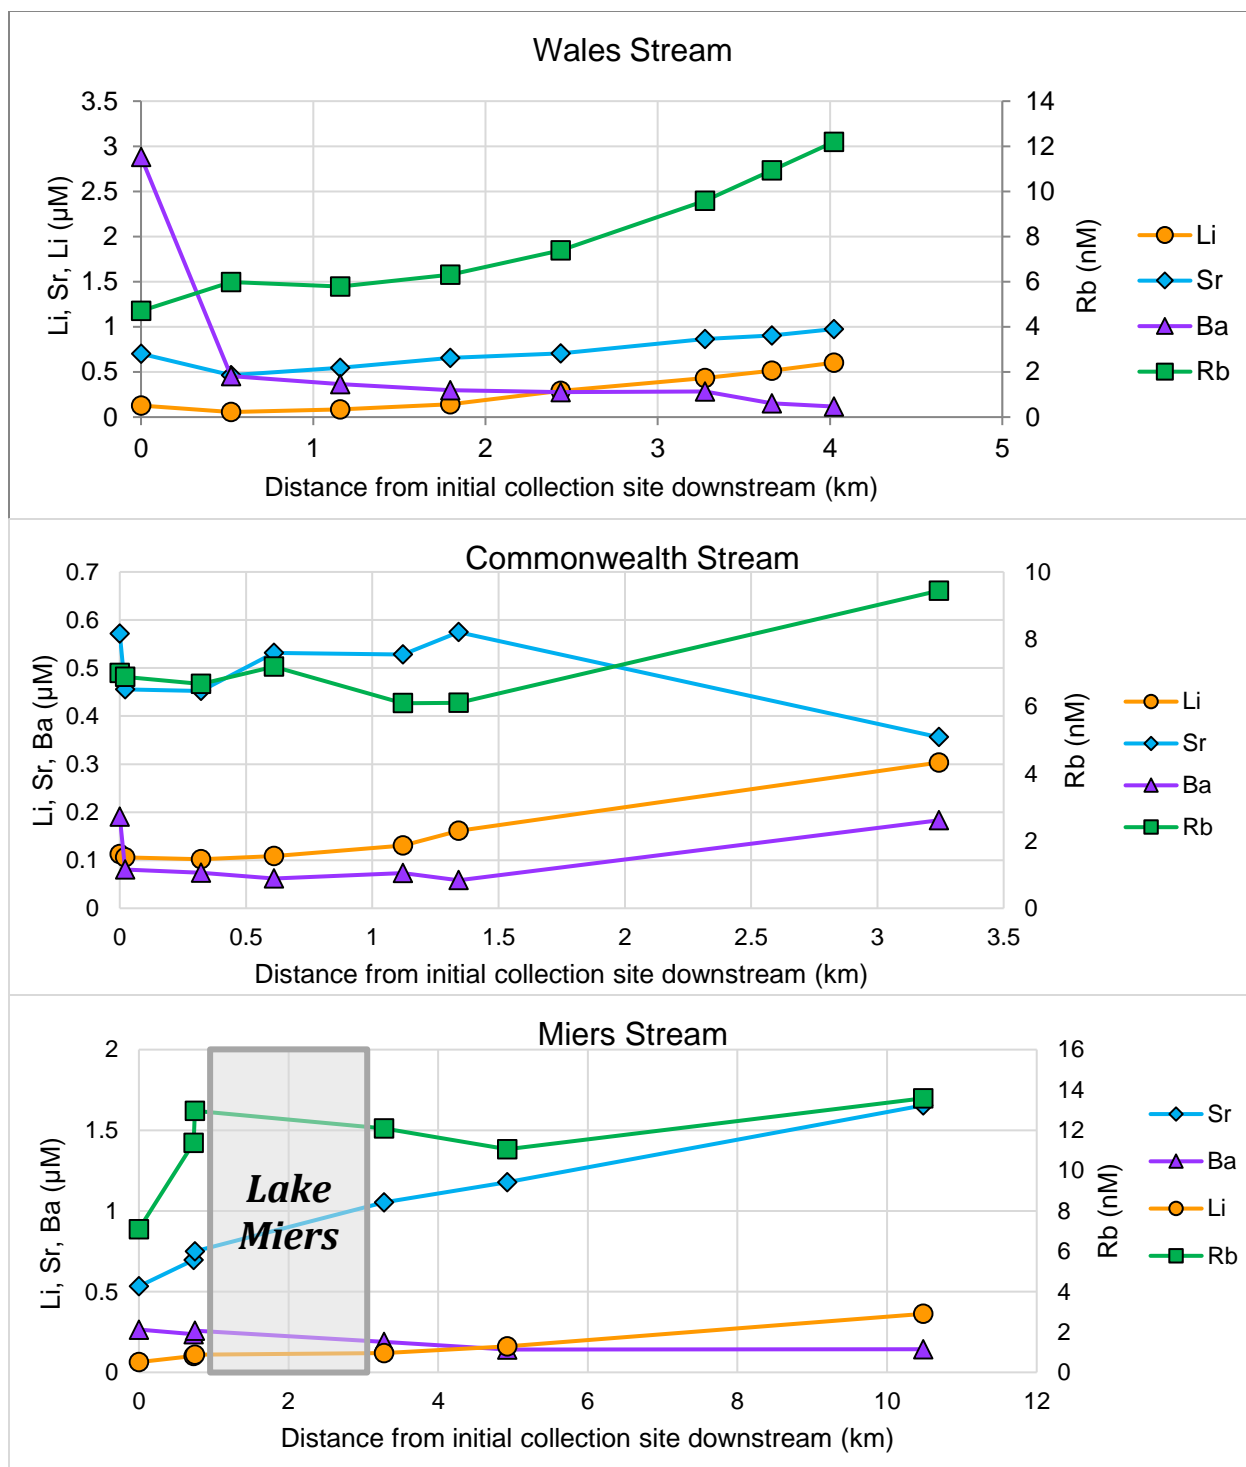 Wales Stream
3.5
3
2.5
2
1.5
1
0.5
0
Li, Sr, Li (µM)
14
12
10
8
6
4
2
0
Rb (nM)
0 1 2 3 4 5
Distance from initial collection site downstream (km)
Li
Sr
Ba
Rb
Commonwealth Stream
0.7
0.6
0.5
0.4
0.3
0.2
0.1
0
Li, Sr, Ba (µM)
10
8
6
4
2
0
Rb (nM)
0 0.5 1 1.5 2 2.5 3 3.5
Distance from initial collection site downstream (km)
Li
Sr
Ba
Rb
Miers Stream
2
1.5
1
0.5
0
Li, Sr, Ba (µM)
Lake
Miers
16
14
12
10
8
6
4
2
0
Rb (nM)
0 2 4 6 8 10 12
Distance from initial collection site downstream (km)
Sr
Ba
Li
Rb